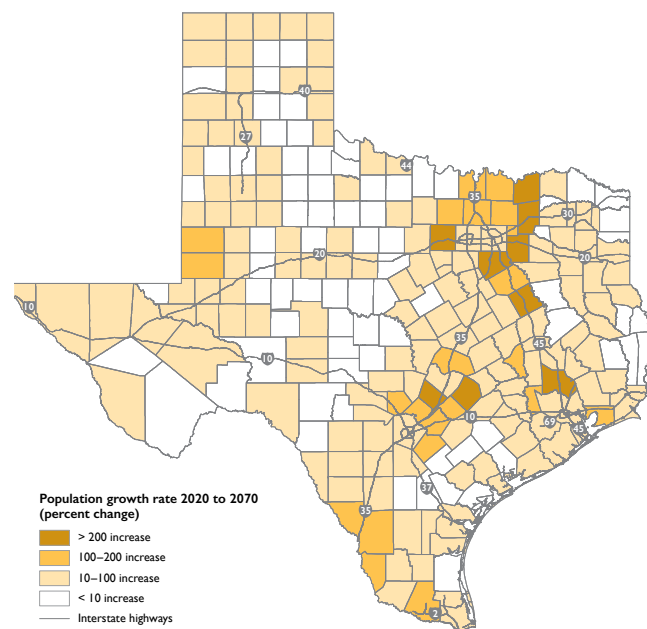 40
27
44
35
30
20
20
10
35
45
10
10
69
45
37
35
2
Population growth rate 2020 to 2070
(percent change)
> 200 increase
100–200 increase
10–100 increase
< 10 increase
Interstate highways